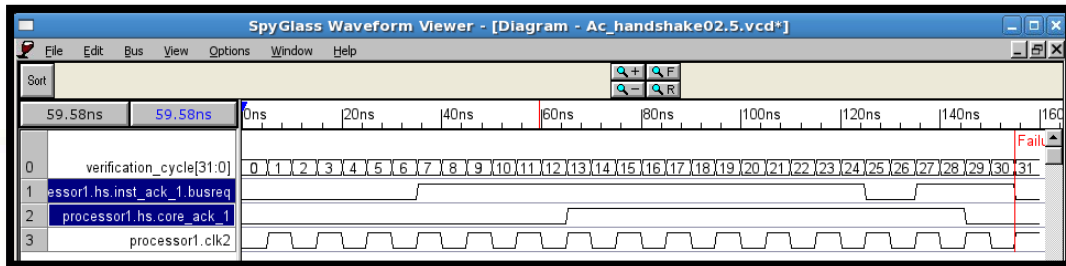 SpyGlass Waveform Viewer - [Diagram - Ac_handshake02.5.vcd*]
File Edit Bus View Options Window Help
Sort
+ F
- R
59.58ns 59.58ns 0ns 20ns 40ns 60ns 80ns 100ns 120ns 140ns 160
Failu
0 verification_cycle[31:0] 0 1 2 3 4 5 6 7 8 9 10 11 12 13 14 15 16 17 18 19 20 21 22 23 24 25 26 27 28 29 30 31
1 essor1.hs.inst_ack_1.busreq
2 processor1.hs.core_ack_1
3 processor1.clk2